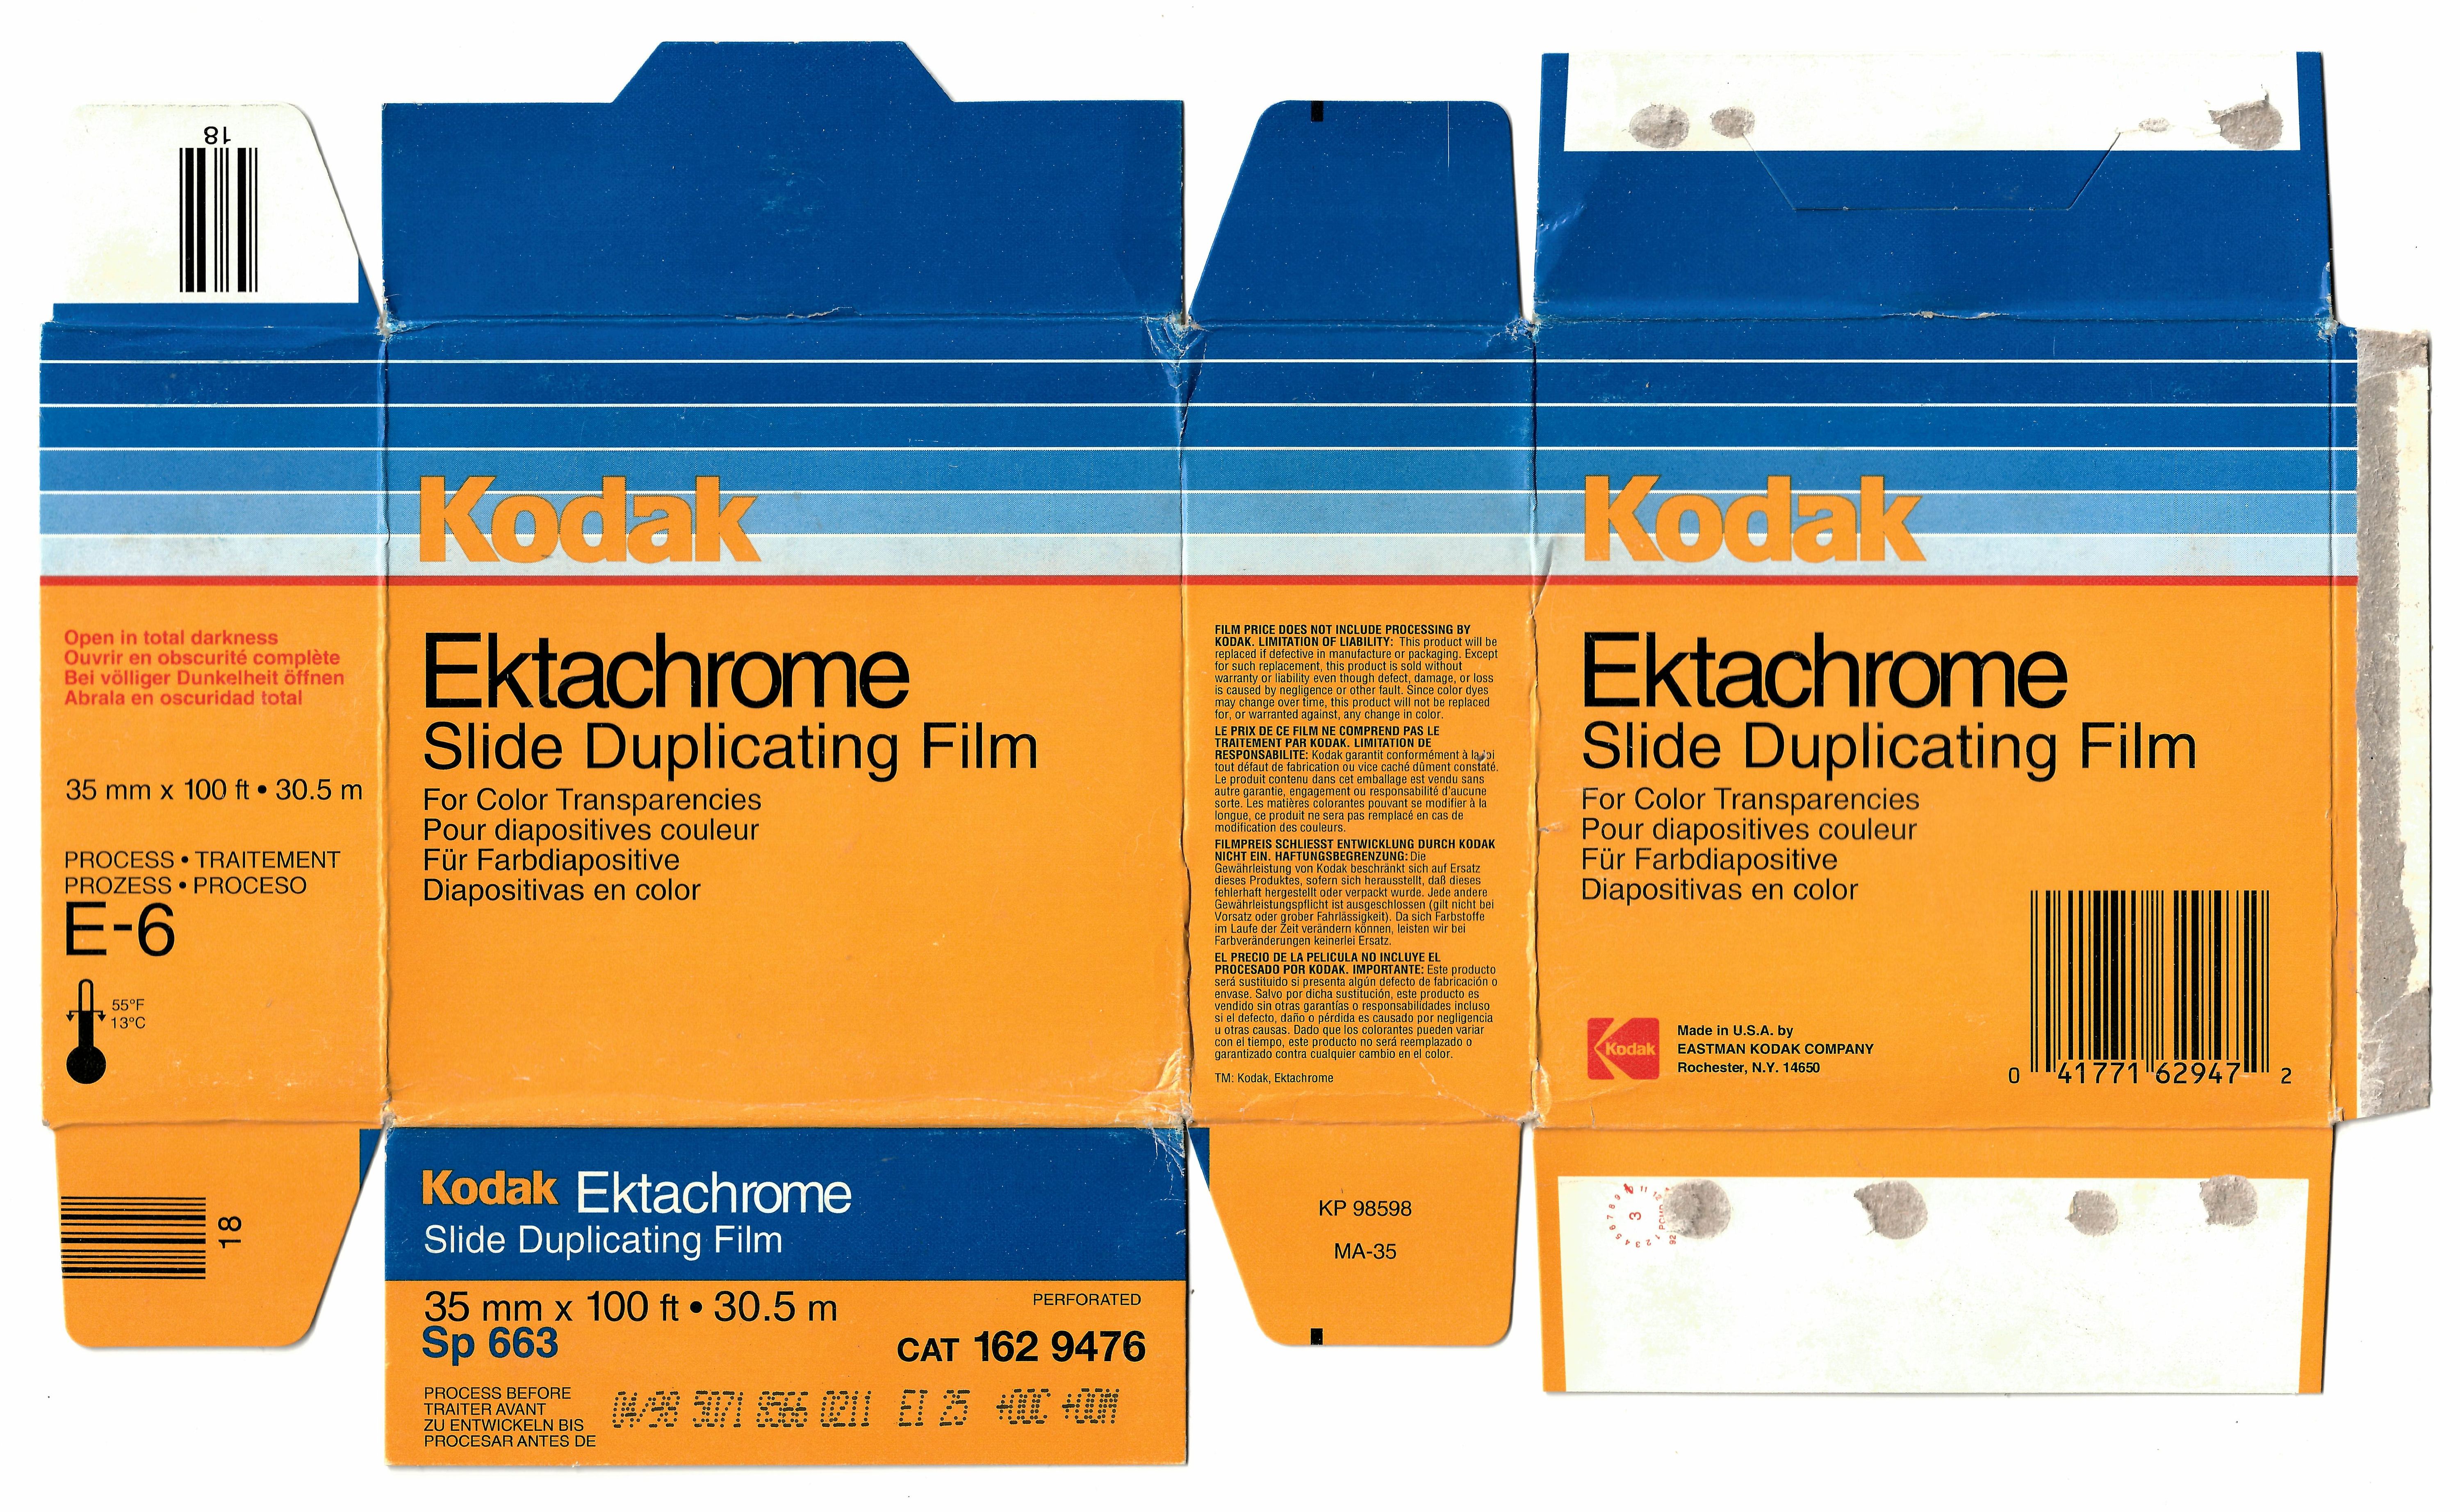 18
Kodak
Kodak
Open in total darkness
Ouvrir en obscurité complète
Bei völliger Dunkelheit öffnen
Abrala en oscuridad total
35 mm x 100 ft • 30.5 m
PROCESS • TRAITEMENT
PROZESS • PROCESO
E-6
55°F
13°C
Ektachrome
Slide Duplicating Film
For Color Transparencies
Pour diapositives couleur
Für Farbdiapositive
Diapositivas en color
FILM PRICE DOES NOT INCLUDE PROCESSING BY
KODAK. LIMITATION OF LIABILITY: This product will be
replaced if defective in manufacture or packaging. Except
for such replacement, this product is sold without
warranty or liability even though defect, damage, or loss
is caused by negligence or other fault. Since color dyes
may change over time, this product will not be replaced
for, or warranted against, any change in color.
LE PRIX DE CE FILM NE COMPREND PAS LE
TRAITEMENT PAR KODAK. LIMITATION DE
RESPONSABILITE: Kodak garantit conformément à la loi
tout défaut de fabrication ou vice caché dûment constaté.
Le produit contenu dans cet emballage est vendu sans
autre garantie, engagement ou responsabilité d'aucune
sorte. Les matières colorantes pouvant se modifier à la
longue, ce produit ne sera pas remplacé en cas de
modification des couleurs.
FILMPREIS SCHLIESST ENTWICKLUNG DURCH KODAK
NICHT EIN. HAFTUNGSBEGRENZUNG: Die
Gewährleistung von Kodak beschränkt sich auf Ersatz
dieses Produktes, sofern sich herausstellt, daß dieses
fehlerhaft hergestellt oder verpackt wurde. Jede andere
Gewährleistungspflicht ist ausgeschlossen (gilt nicht bei
Vorsatz oder grober Fahrlässigkeit). Da sich Farbstoffe
im Laufe der Zeit verändern können, leisten wir bei
Farbveränderungen keinerlei Ersatz.
EL PRECIO DE LA PELICULA NO INCLUYE EL
PROCESADO POR KODAK. IMPORTANTE: Este producto
será sustituido si presenta algún defecto de fabricación o
envase. Salvo por dicha sustitución, este producto es
vendido sin otras garantías o responsabilidades incluso
si el defecto, daño o pérdida es causado por negligencia
u otras causas. Dado que los colorantes pueden variar
con el tiempo, este producto no será reemplazado o
garantizado contra cualquier cambio en el color.
TM: Kodak, Ektachrome
Ektachrome
Slide Duplicating Film
For Color Transparencies
Pour diapositives couleur
Für Farbdiapositive
Diapositivas en color
Kodak
Made in U.S.A. by
EASTMAN KODAK COMPANY
Rochester, N.Y. 14650
0 41771 62947 2
18
Kodak Ektachrome
Slide Duplicating Film
35 mm x 100 ft • 30.5 m
PERFORATED
Sp 663
CAT 162 9476
PROCESS BEFORE
TRAITER AVANT
ZU ENTWICKELN BIS
PROCESAR ANTES DE
04/98 5071 8566 0211 EI 25 +00C +00M
KP 98598
MA-35
3